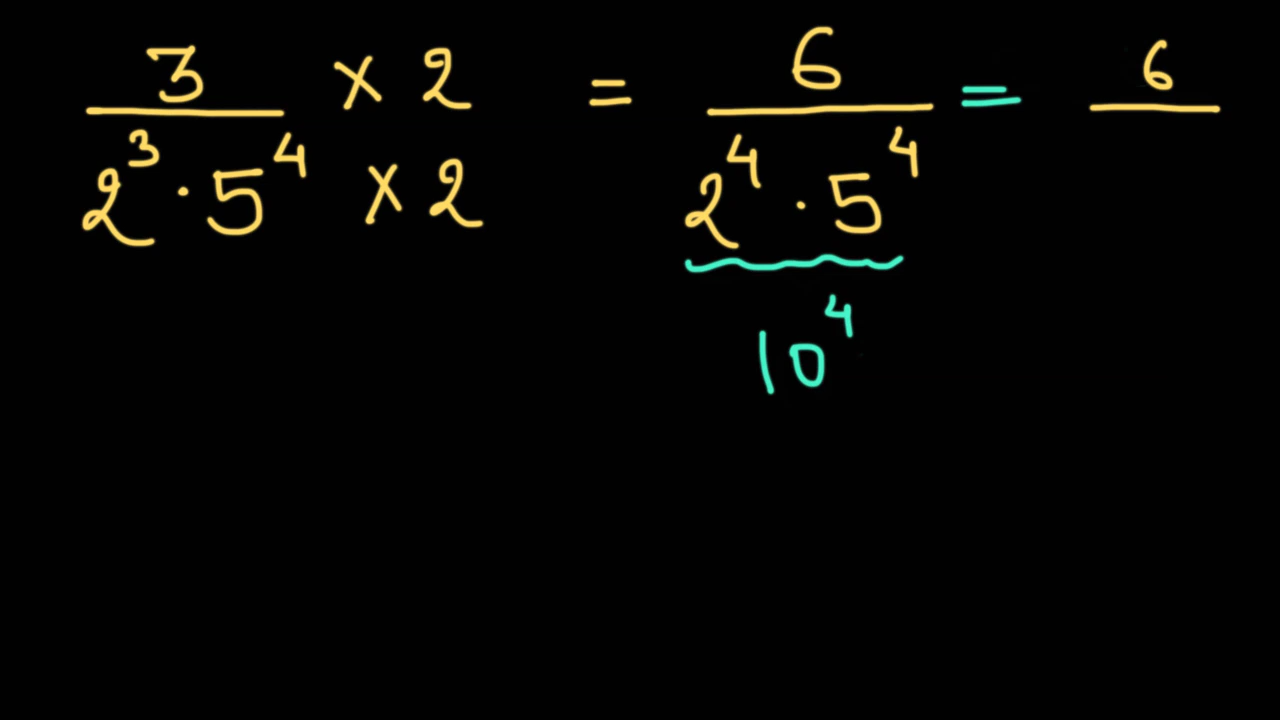 3 × 2 = 6 = 6
2³ · 5⁴ × 2 2⁴ · 5⁴
10⁴